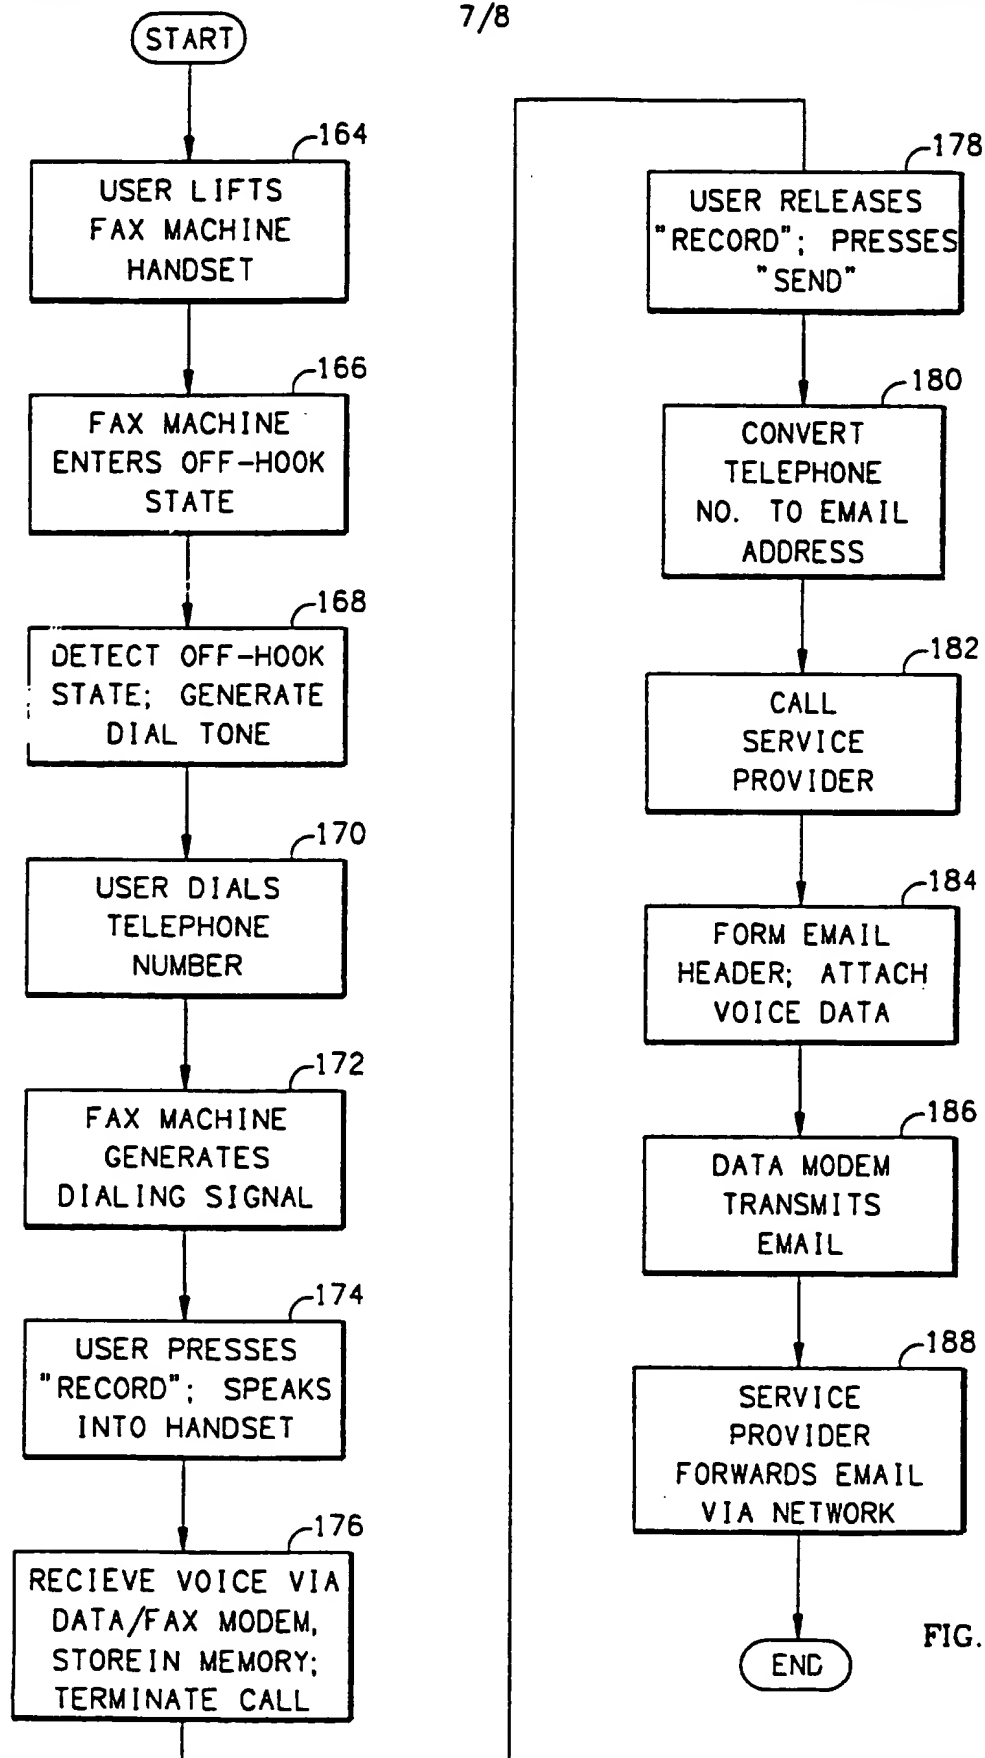 7/8
START
164
USER LIFTS
FAX MACHINE
HANDSET
166
FAX MACHINE
ENTERS OFF-HOOK
STATE
168
DETECT OFF-HOOK
STATE; GENERATE
DIAL TONE
170
USER DIALS
TELEPHONE
NUMBER
172
FAX MACHINE
GENERATES
DIALING SIGNAL
174
USER PRESSES
"RECORD"; SPEAKS
INTO HANDSET
176
RECIEVE VOICE VIA
DATA/FAX MODEM,
STOREIN MEMORY;
TERMINATE CALL
178
USER RELEASES
"RECORD"; PRESSES
"SEND"
180
CONVERT
TELEPHONE
NO. TO EMAIL
ADDRESS
182
CALL
SERVICE
PROVIDER
184
FORM EMAIL
HEADER; ATTACH
VOICE DATA
186
DATA MODEM
TRANSMITS
EMAIL
188
SERVICE
PROVIDER
FORWARDS EMAIL
VIA NETWORK
END
FIG.